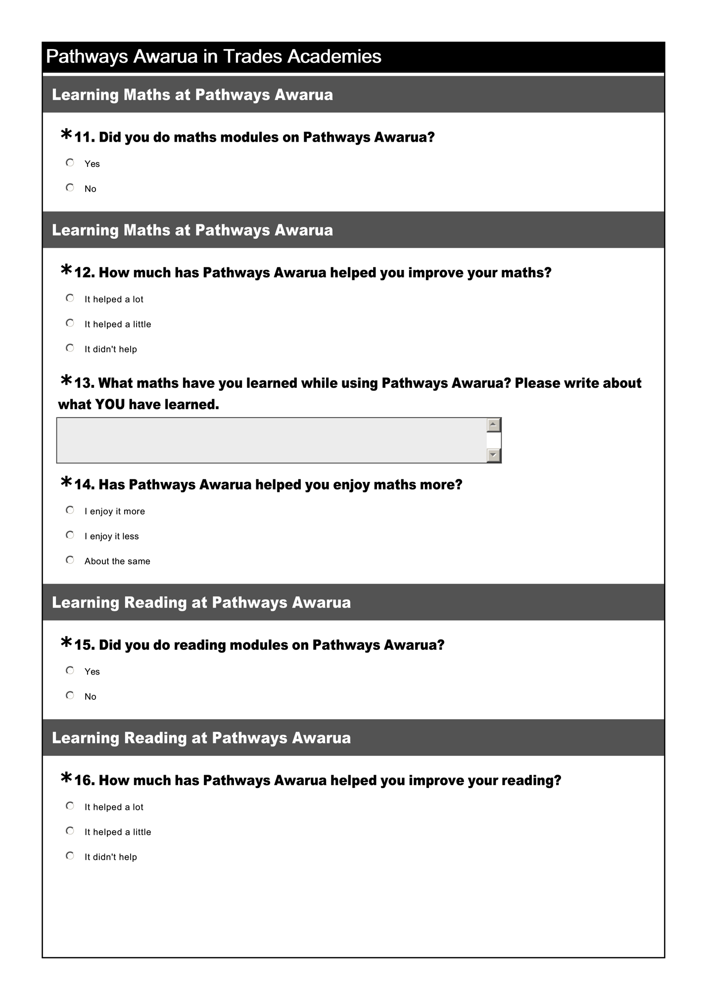 Pathways Awarua in Trades Academies
Learning Maths at Pathways Awarua
*11. Did you do maths modules on Pathways Awarua?
Yes
No
Learning Maths at Pathways Awarua
*12. How much has Pathways Awarua helped you improve your maths?
It helped a lot
It helped a little
It didn't help
*13. What maths have you learned while using Pathways Awarua? Please write about
what YOU have learned.
*14. Has Pathways Awarua helped you enjoy maths more?
I enjoy it more
I enjoy it less
About the same
Learning Reading at Pathways Awarua
*15. Did you do reading modules on Pathways Awarua?
Yes
No
Learning Reading at Pathways Awarua
*16. How much has Pathways Awarua helped you improve your reading?
It helped a lot
It helped a little
It didn't help